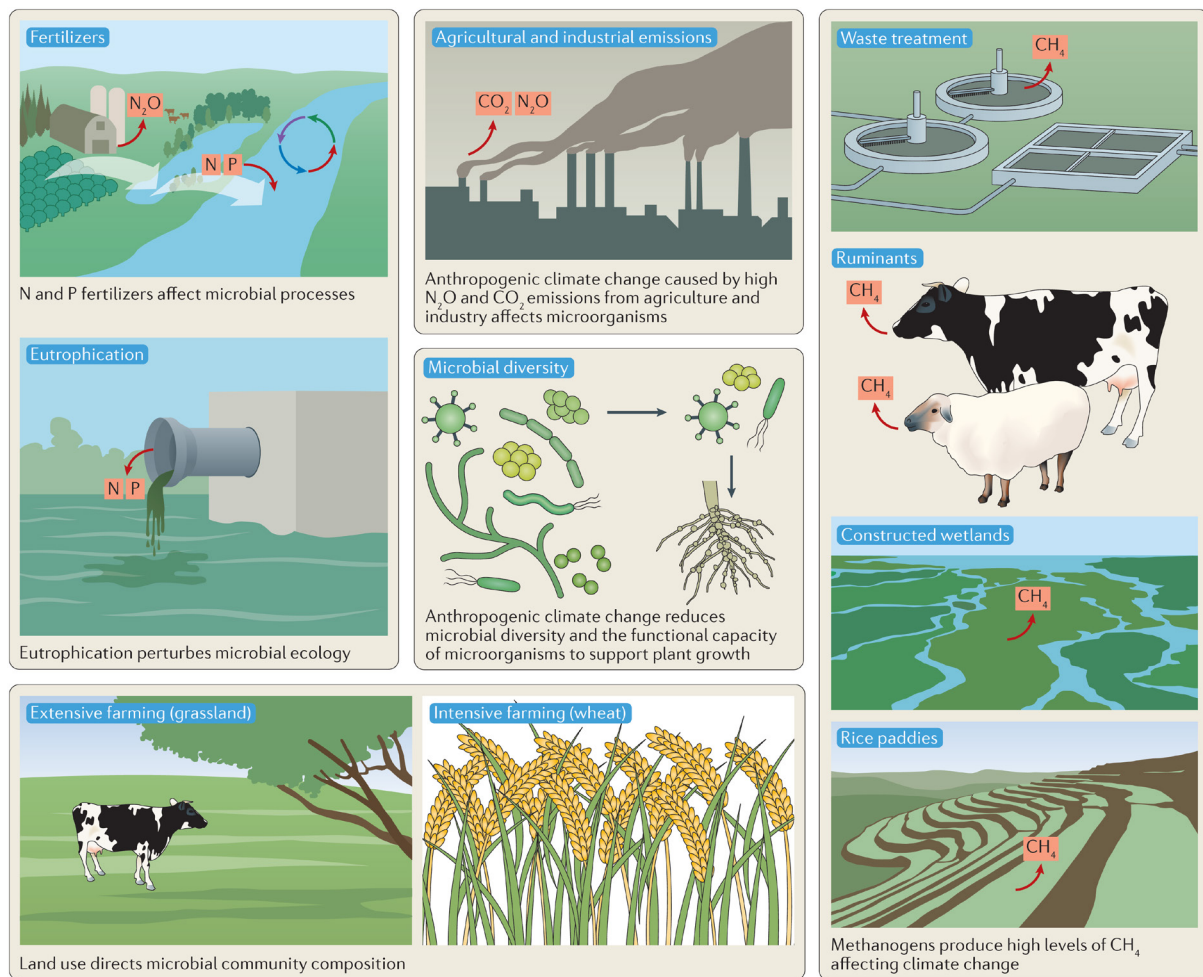 Fertilizers
N₂O
N P
N and P fertilizers affect microbial processes
Eutrophication
N P
Eutrophication perturbes microbial ecology
Agricultural and industrial emissions
CO₂ N₂O
Anthropogenic climate change caused by high
N₂O and CO₂ emissions from agriculture and
industry affects microorganisms
Microbial diversity
Anthropogenic climate change reduces
microbial diversity and the functional capacity
of microorganisms to support plant growth
Waste treatment
CH₄
Ruminants
CH₄
CH₄
Constructed wetlands
CH₄
Rice paddies
CH₄
Methanogens produce high levels of CH₄
affecting climate change
Extensive farming (grassland)
Intensive farming (wheat)
Land use directs microbial community composition